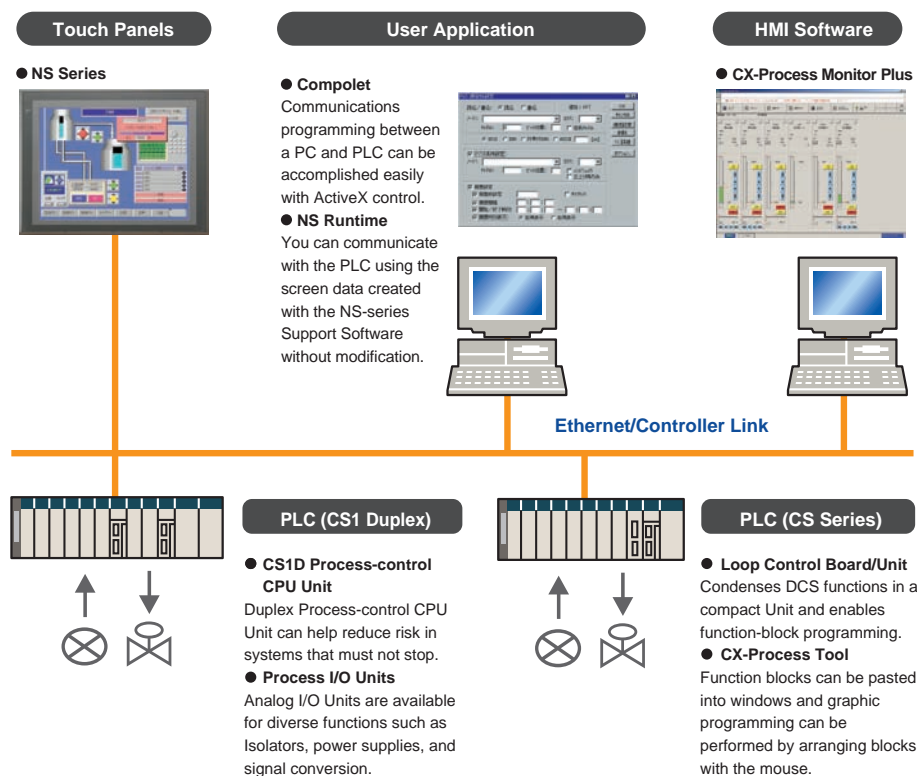 Touch Panels
User Application
HMI Software
● NS Series
● Compolet
Communications
programming between
a PC and PLC can be
accomplished easily
with ActiveX control.
● NS Runtime
You can communicate
with the PLC using the
screen data created
with the NS-series
Support Software
without modification.
● CX-Process Monitor Plus
Ethernet/Controller Link
PLC (CS1 Duplex)
● CS1D Process-control
CPU Unit
Duplex Process-control CPU
Unit can help reduce risk in
systems that must not stop.
● Process I/O Units
Analog I/O Units are available
for diverse functions such as
Isolators, power supplies, and
signal conversion.
PLC (CS Series)
● Loop Control Board/Unit
Condenses DCS functions in a
compact Unit and enables
function-block programming.
● CX-Process Tool
Function blocks can be pasted
into windows and graphic
programming can be
performed by arranging blocks
with the mouse.